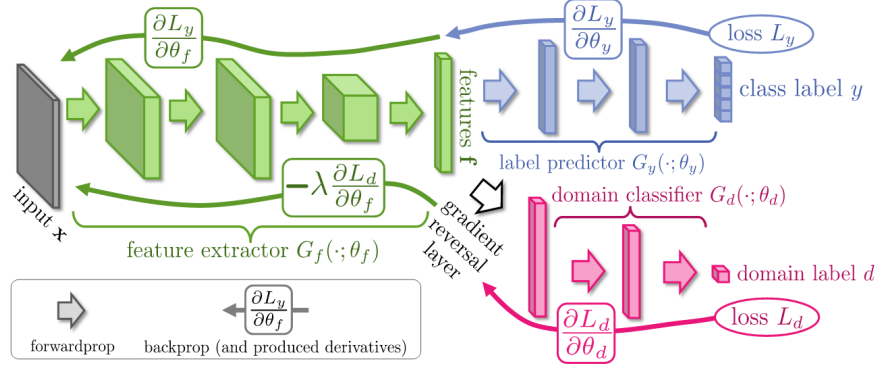 ∂L_y/∂θ_f
∂L_y/∂θ_y
loss L_y
features f
class label y
label predictor G_y(·;θ_y)
input x
−λ ∂L_d/∂θ_f
feature extractor G_f(·;θ_f)
gradient
reversal
layer
domain classifier G_d(·;θ_d)
domain label d
∂L_d/∂θ_d
loss L_d
∂L_y/∂θ_f
forwardprop
backprop (and produced derivatives)